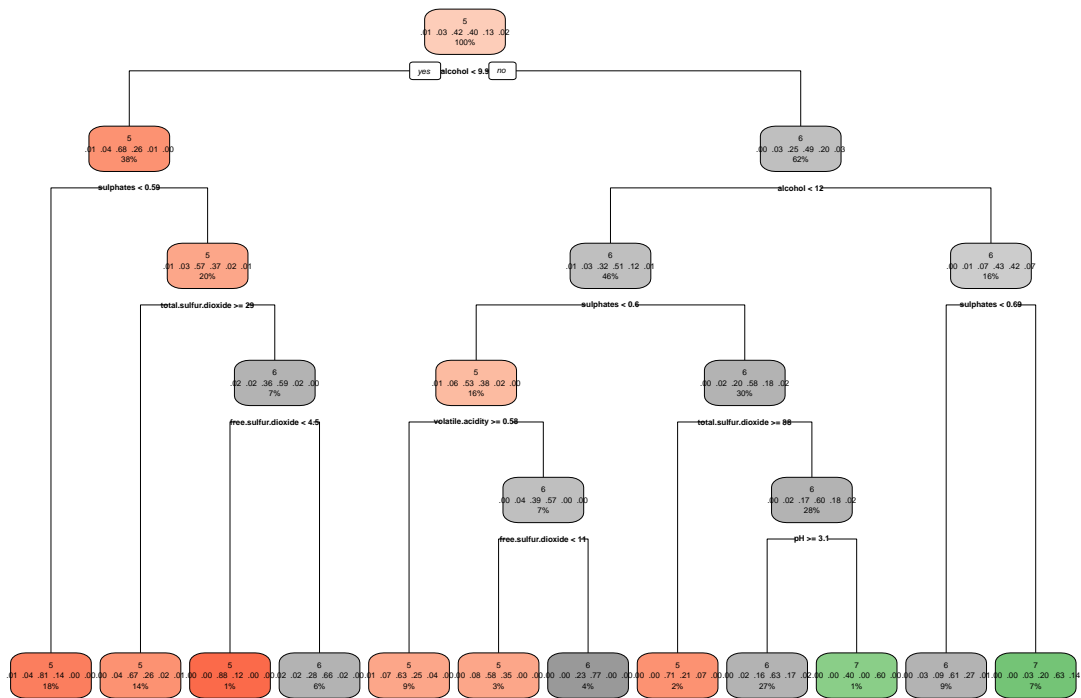 5
.01 .03 .42 .40 .13 .02
100%
yes alcohol < 9.9 no
5
.01 .04 .68 .26 .01 .00
38%
6
.00 .03 .25 .49 .20 .03
62%
sulphates < 0.59
alcohol < 12
5
.01 .03 .57 .37 .02 .01
20%
6
.01 .03 .32 .51 .12 .01
46%
6
.00 .01 .07 .43 .42 .07
16%
total.sulfur.dioxide >= 29
sulphates < 0.6
sulphates < 0.69
6
.02 .02 .36 .59 .02 .00
7%
5
.01 .06 .53 .38 .02 .00
16%
6
.00 .02 .20 .58 .18 .02
30%
free.sulfur.dioxide < 4.5
volatile.acidity >= 0.58
total.sulfur.dioxide >= 88
6
.00 .04 .39 .57 .00 .00
7%
6
.00 .02 .17 .60 .18 .02
28%
free.sulfur.dioxide < 11
pH >= 3.1
5
.01 .04 .81 .14 .00 .00
18%
5
.04 .67 .26 .02 .01
14%
5
.00 .88 .12 .00 .00
1%
6
.02 .28 .66 .02 .00
6%
5
.01 .07 .63 .25 .04 .00
9%
5
.08 .58 .35 .00 .00
3%
6
.00 .23 .77 .00 .00
4%
5
.00 .71 .21 .07 .00
2%
6
.02 .16 .63 .17 .02
27%
7
.00 .40 .00 .60 .00
1%
6
.03 .09 .61 .27 .01
9%
7
.00 .03 .20 .63 .14
7%